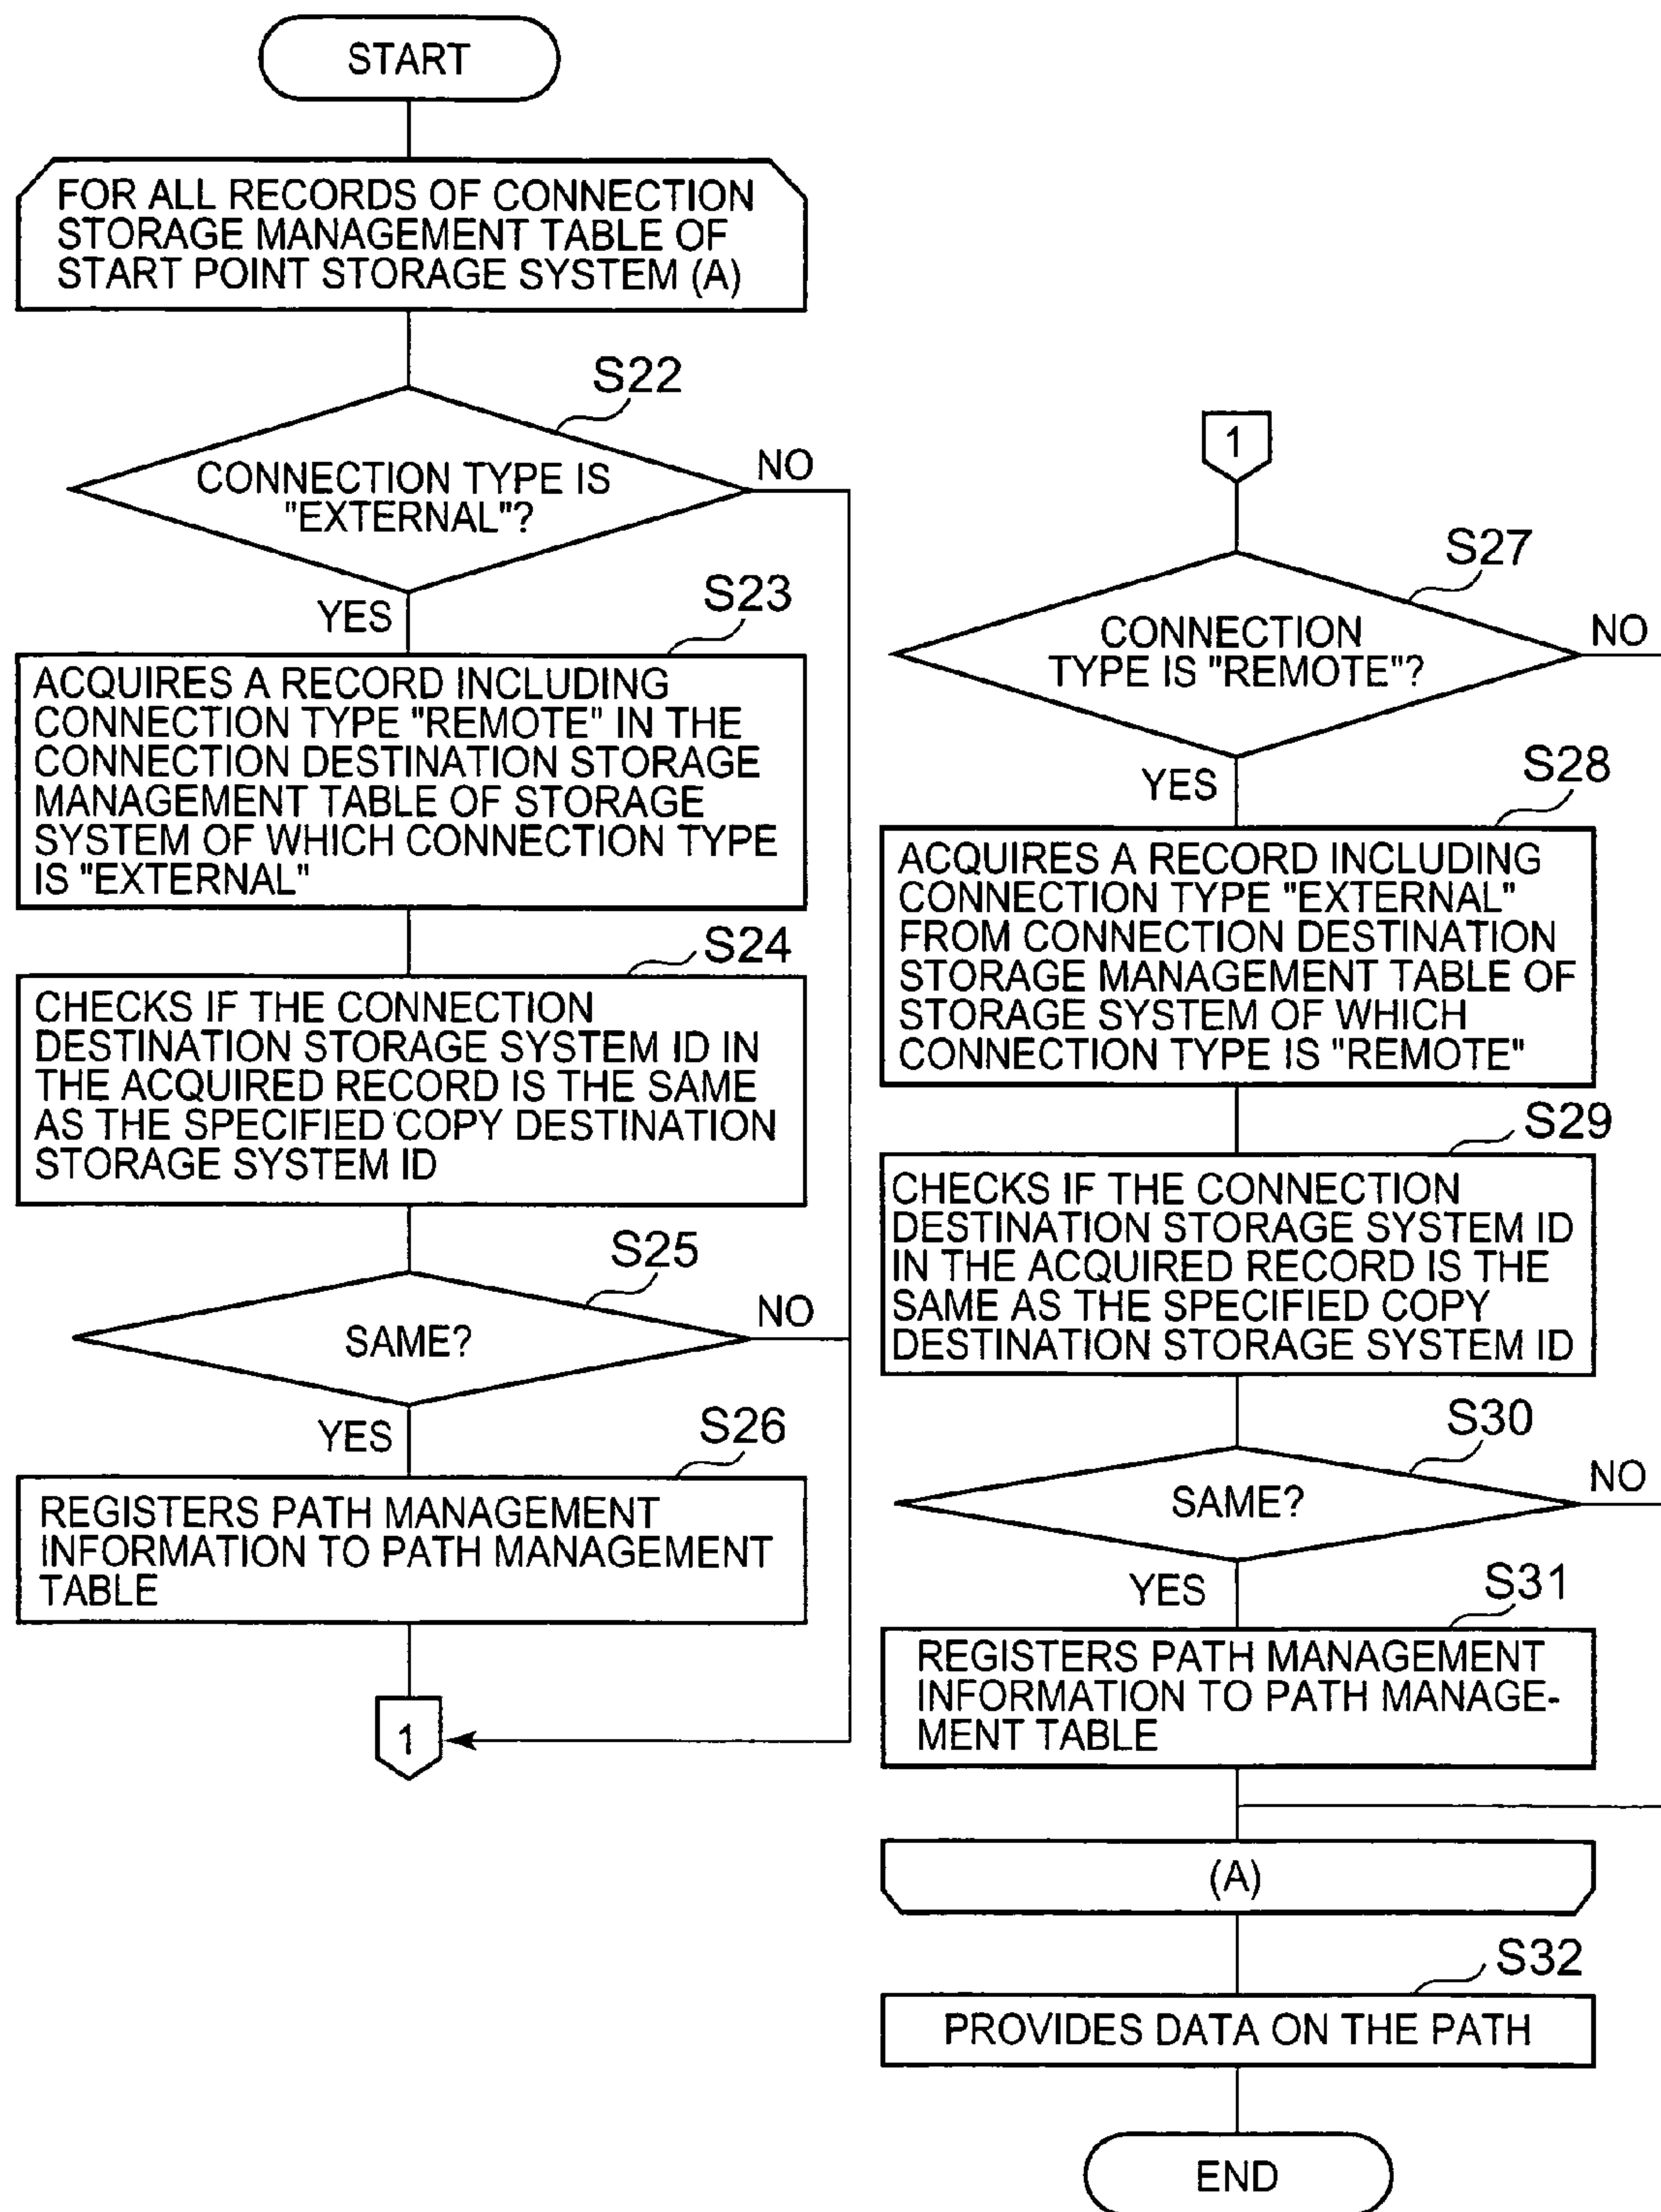 START
FOR ALL RECORDS OF CONNECTION
STORAGE MANAGEMENT TABLE OF
START POINT STORAGE SYSTEM (A)
S22
CONNECTION TYPE IS
"EXTERNAL"?
NO
YES
S23
ACQUIRES A RECORD INCLUDING
CONNECTION TYPE "REMOTE" IN THE
CONNECTION DESTINATION STORAGE
MANAGEMENT TABLE OF STORAGE
SYSTEM OF WHICH CONNECTION TYPE
IS "EXTERNAL"
S24
CHECKS IF THE CONNECTION
DESTINATION STORAGE SYSTEM ID IN
THE ACQUIRED RECORD IS THE SAME
AS THE SPECIFIED COPY DESTINATION
STORAGE SYSTEM ID
S25
SAME?
NO
YES
S26
REGISTERS PATH MANAGEMENT
INFORMATION TO PATH MANAGEMENT
TABLE
1
1
S27
CONNECTION
TYPE IS "REMOTE"?
NO
YES
S28
ACQUIRES A RECORD INCLUDING
CONNECTION TYPE "EXTERNAL"
FROM CONNECTION DESTINATION
STORAGE MANAGEMENT TABLE OF
STORAGE SYSTEM OF WHICH
CONNECTION TYPE IS "REMOTE"
S29
CHECKS IF THE CONNECTION
DESTINATION STORAGE SYSTEM ID
IN THE ACQUIRED RECORD IS THE
SAME AS THE SPECIFIED COPY
DESTINATION STORAGE SYSTEM ID
S30
SAME?
NO
YES
S31
REGISTERS PATH MANAGEMENT
INFORMATION TO PATH MANAGE-
MENT TABLE
(A)
S32
PROVIDES DATA ON THE PATH
END